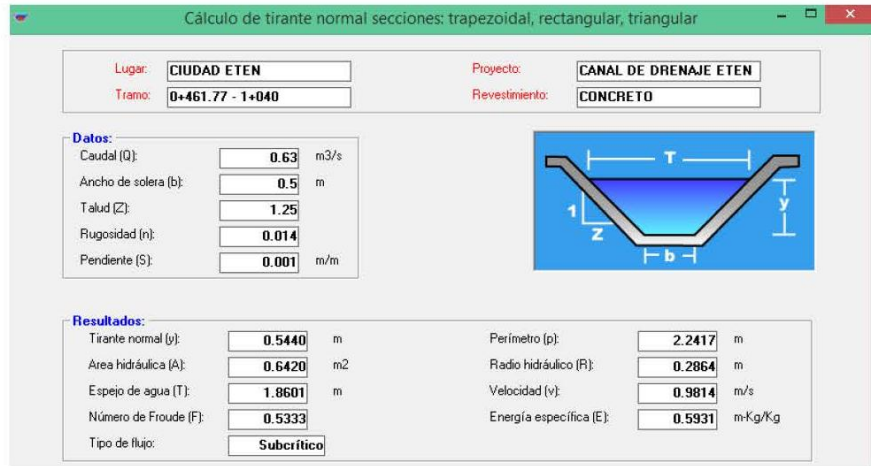 Cálculo de tirante normal secciones: trapezoidal, rectangular, triangular
Lugar: CIUDAD ETEN Proyecto: CANAL DE DRENAJE ETEN
Tramo: 0+461.77 - 1+040 Revestimiento: CONCRETO
Datos:
Caudal (Q): 0.63 m3/s
Ancho de solera (b): 0.5 m
Talud (Z): 1.25
Rugosidad (n): 0.014
Pendiente (S): 0.001 m/m
T
1
Z
b
y
Resultados:
Tirante normal (y): 0.5440 m Perímetro (p): 2.2417 m
Area hidráulica (A): 0.6420 m2 Radio hidráulico (R): 0.2864 m
Espejo de agua (T): 1.8601 m Velocidad (v): 0.9814 m/s
Número de Froude (F): 0.5333 Energía específica (E): 0.5931 m-Kg/Kg
Tipo de flujo: Subcrítico